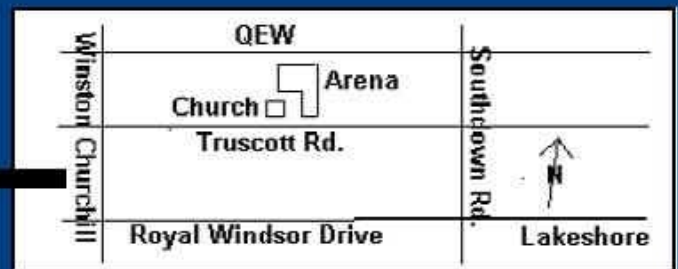 QEW
Winston Churchill
Southdown Rd.
Arena
Church
Truscott Rd.
N
Royal Windsor Drive
Lakeshore